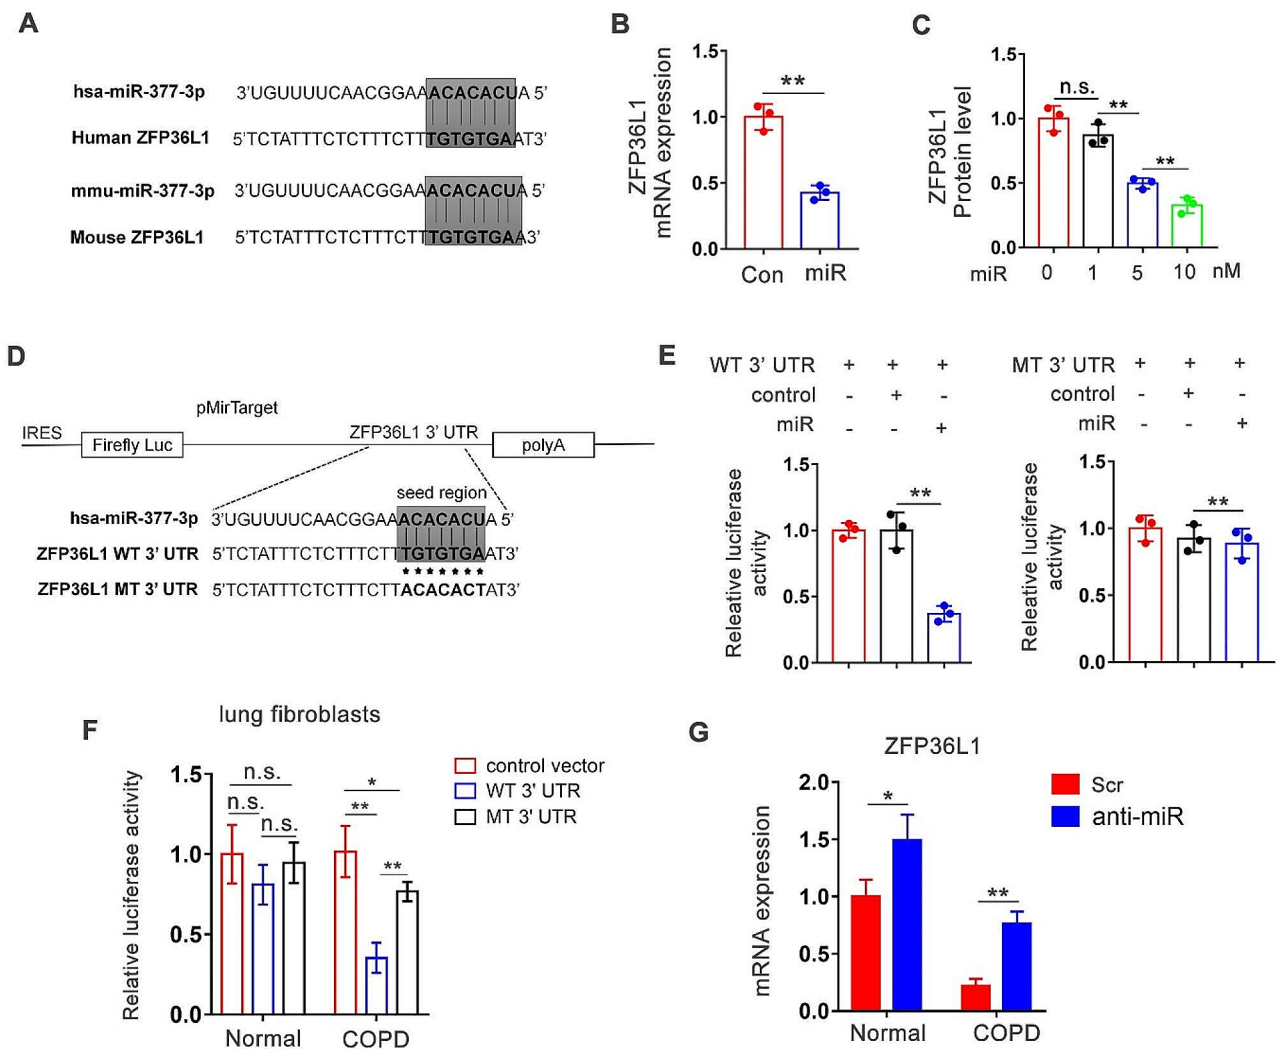 A
hsa-miR-377-3p 3'UGUUUUCAACGGAAACACACUA 5'
Human ZFP36L1 5'TCTATTTCTCTTTCTTTGTGTGAAT3'
mmu-miR-377-3p 3'UGUUUUCAACGGAAACACACUA 5'
Mouse ZFP36L1 5'TCTATTTCTCTTTCTTTGTGTGAA3'
B
ZFP36L1
mRNA expression
1.5
1.0
0.5
0.0
**
Con miR
C
ZFP36L1
Protein level
1.5
1.0
0.5
0.0
n.s.
**
**
miR 0 1 5 10 nM
D
pMirTarget
IRES Firefly Luc ZFP36L1 3' UTR polyA
seed region
hsa-miR-377-3p 3'UGUUUUCAACGGAAACACACUA 5'
ZFP36L1 WT 3' UTR 5'TCTATTTCTCTTTCTTTGTGTGAAT3'
ZFP36L1 MT 3' UTR 5'TCTATTTCTCTTTCTTACACACTAT3'
E
WT 3' UTR + + +
control - + -
miR - - +
Releative luciferase
activity
1.5
1.0
0.5
0.0
**
MT 3' UTR + + +
control - + -
miR - - +
Releative luciferase
activity
1.5
1.0
0.5
0.0
**
F
lung fibroblasts
Relative luciferase activity
1.5
1.0
0.5
0.0
n.s.
n.s.
n.s.
*
**
**
Normal COPD
control vector
WT 3' UTR
MT 3' UTR
G
ZFP36L1
mRNA expression
2.0
1.5
1.0
0.5
0.0
*
**
Normal COPD
Scr
anti-miR